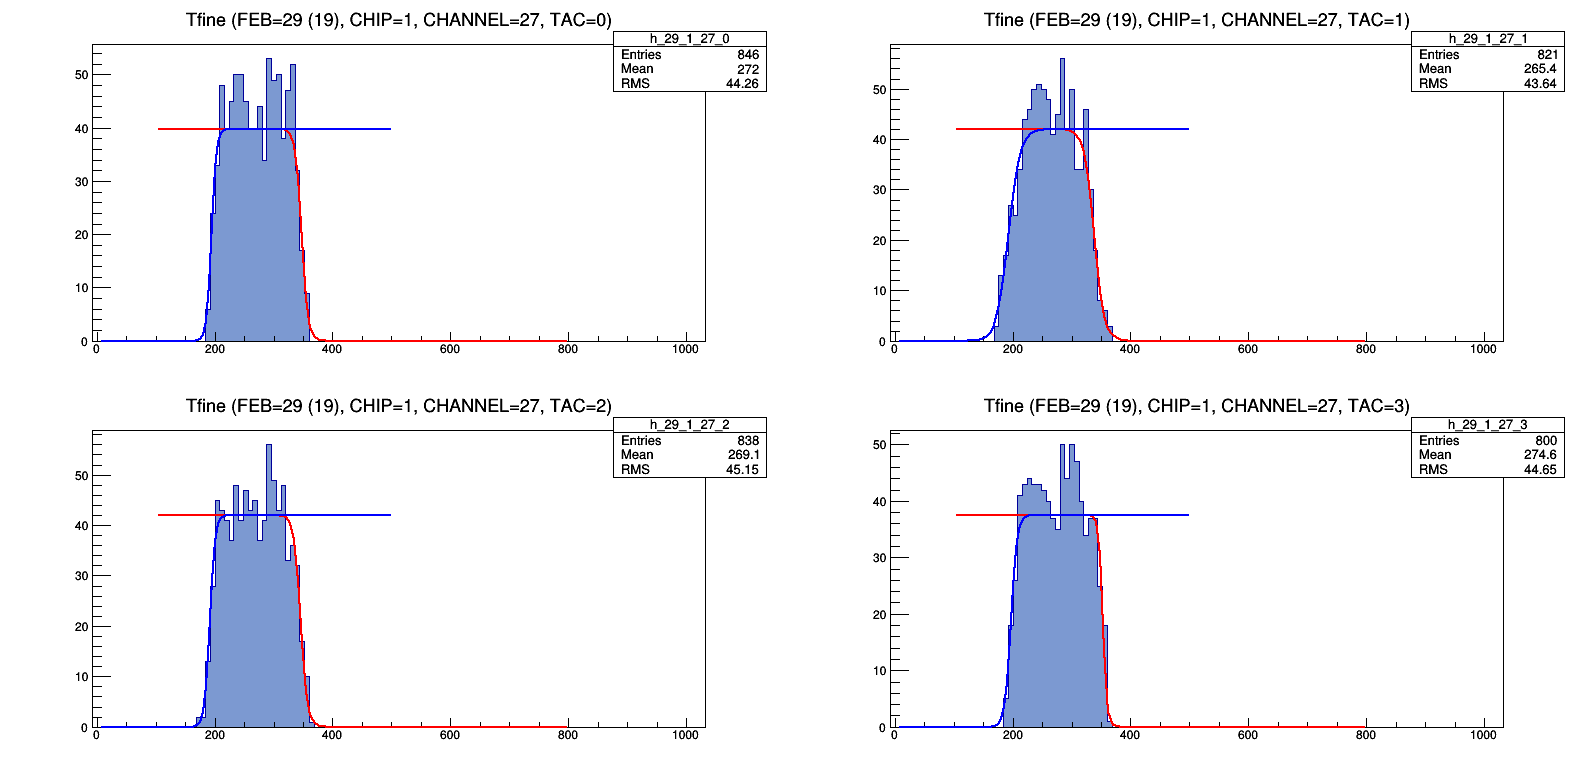 Tfine (FEB=29 (19), CHIP=1, CHANNEL=27, TAC=0)
h_29_1_27_0
Entries 846
Mean 272
RMS 44.26
50
40
30
20
10
0
0 200 400 600 800 1000
Tfine (FEB=29 (19), CHIP=1, CHANNEL=27, TAC=1)
h_29_1_27_1
Entries 821
Mean 265.4
RMS 43.64
50
40
30
20
10
0
0 200 400 600 800 1000
Tfine (FEB=29 (19), CHIP=1, CHANNEL=27, TAC=2)
h_29_1_27_2
Entries 838
Mean 269.1
RMS 45.15
50
40
30
20
10
0
0 200 400 600 800 1000
Tfine (FEB=29 (19), CHIP=1, CHANNEL=27, TAC=3)
h_29_1_27_3
Entries 800
Mean 274.6
RMS 44.65
50
40
30
20
10
0
0 200 400 600 800 1000